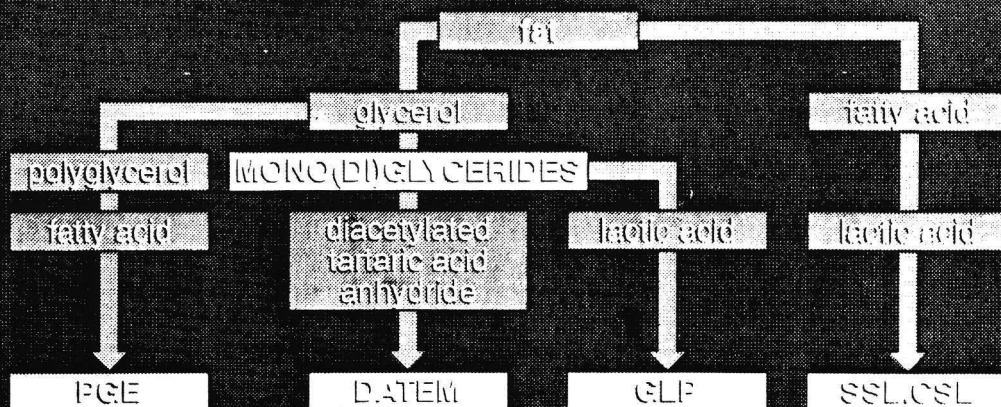 fat
glycerol
fatty acid
polyglycerol
MONO(DI)GLYCERIDES
fatty acid
diacetylated
tartaric acid
anhydride
lactic acid
lactic acid
PGE
DATEM
GLP
SSL,CSL